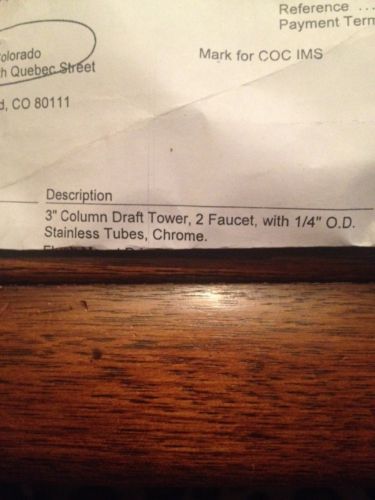 Reference ...
Payment Term
olorado
h Quebec Street
Mark for COC IMS
d, CO 80111
Description
3" Column Draft Tower, 2 Faucet, with 1/4" O.D.
Stainless Tubes, Chrome.